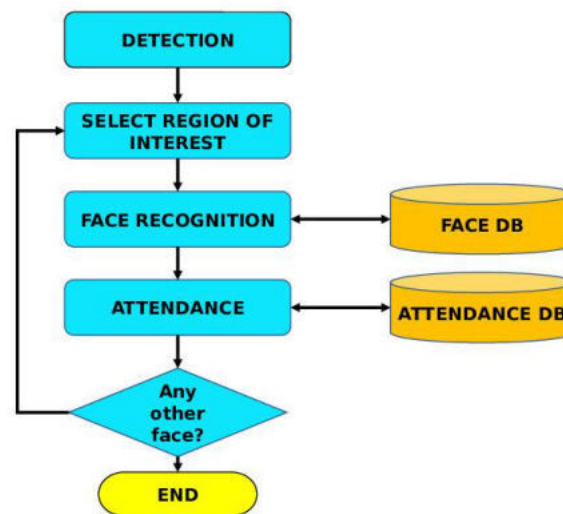 DETECTION
SELECT REGION OF
INTEREST
FACE RECOGNITION
FACE DB
ATTENDANCE
ATTENDANCE DB
Any
other
face?
END